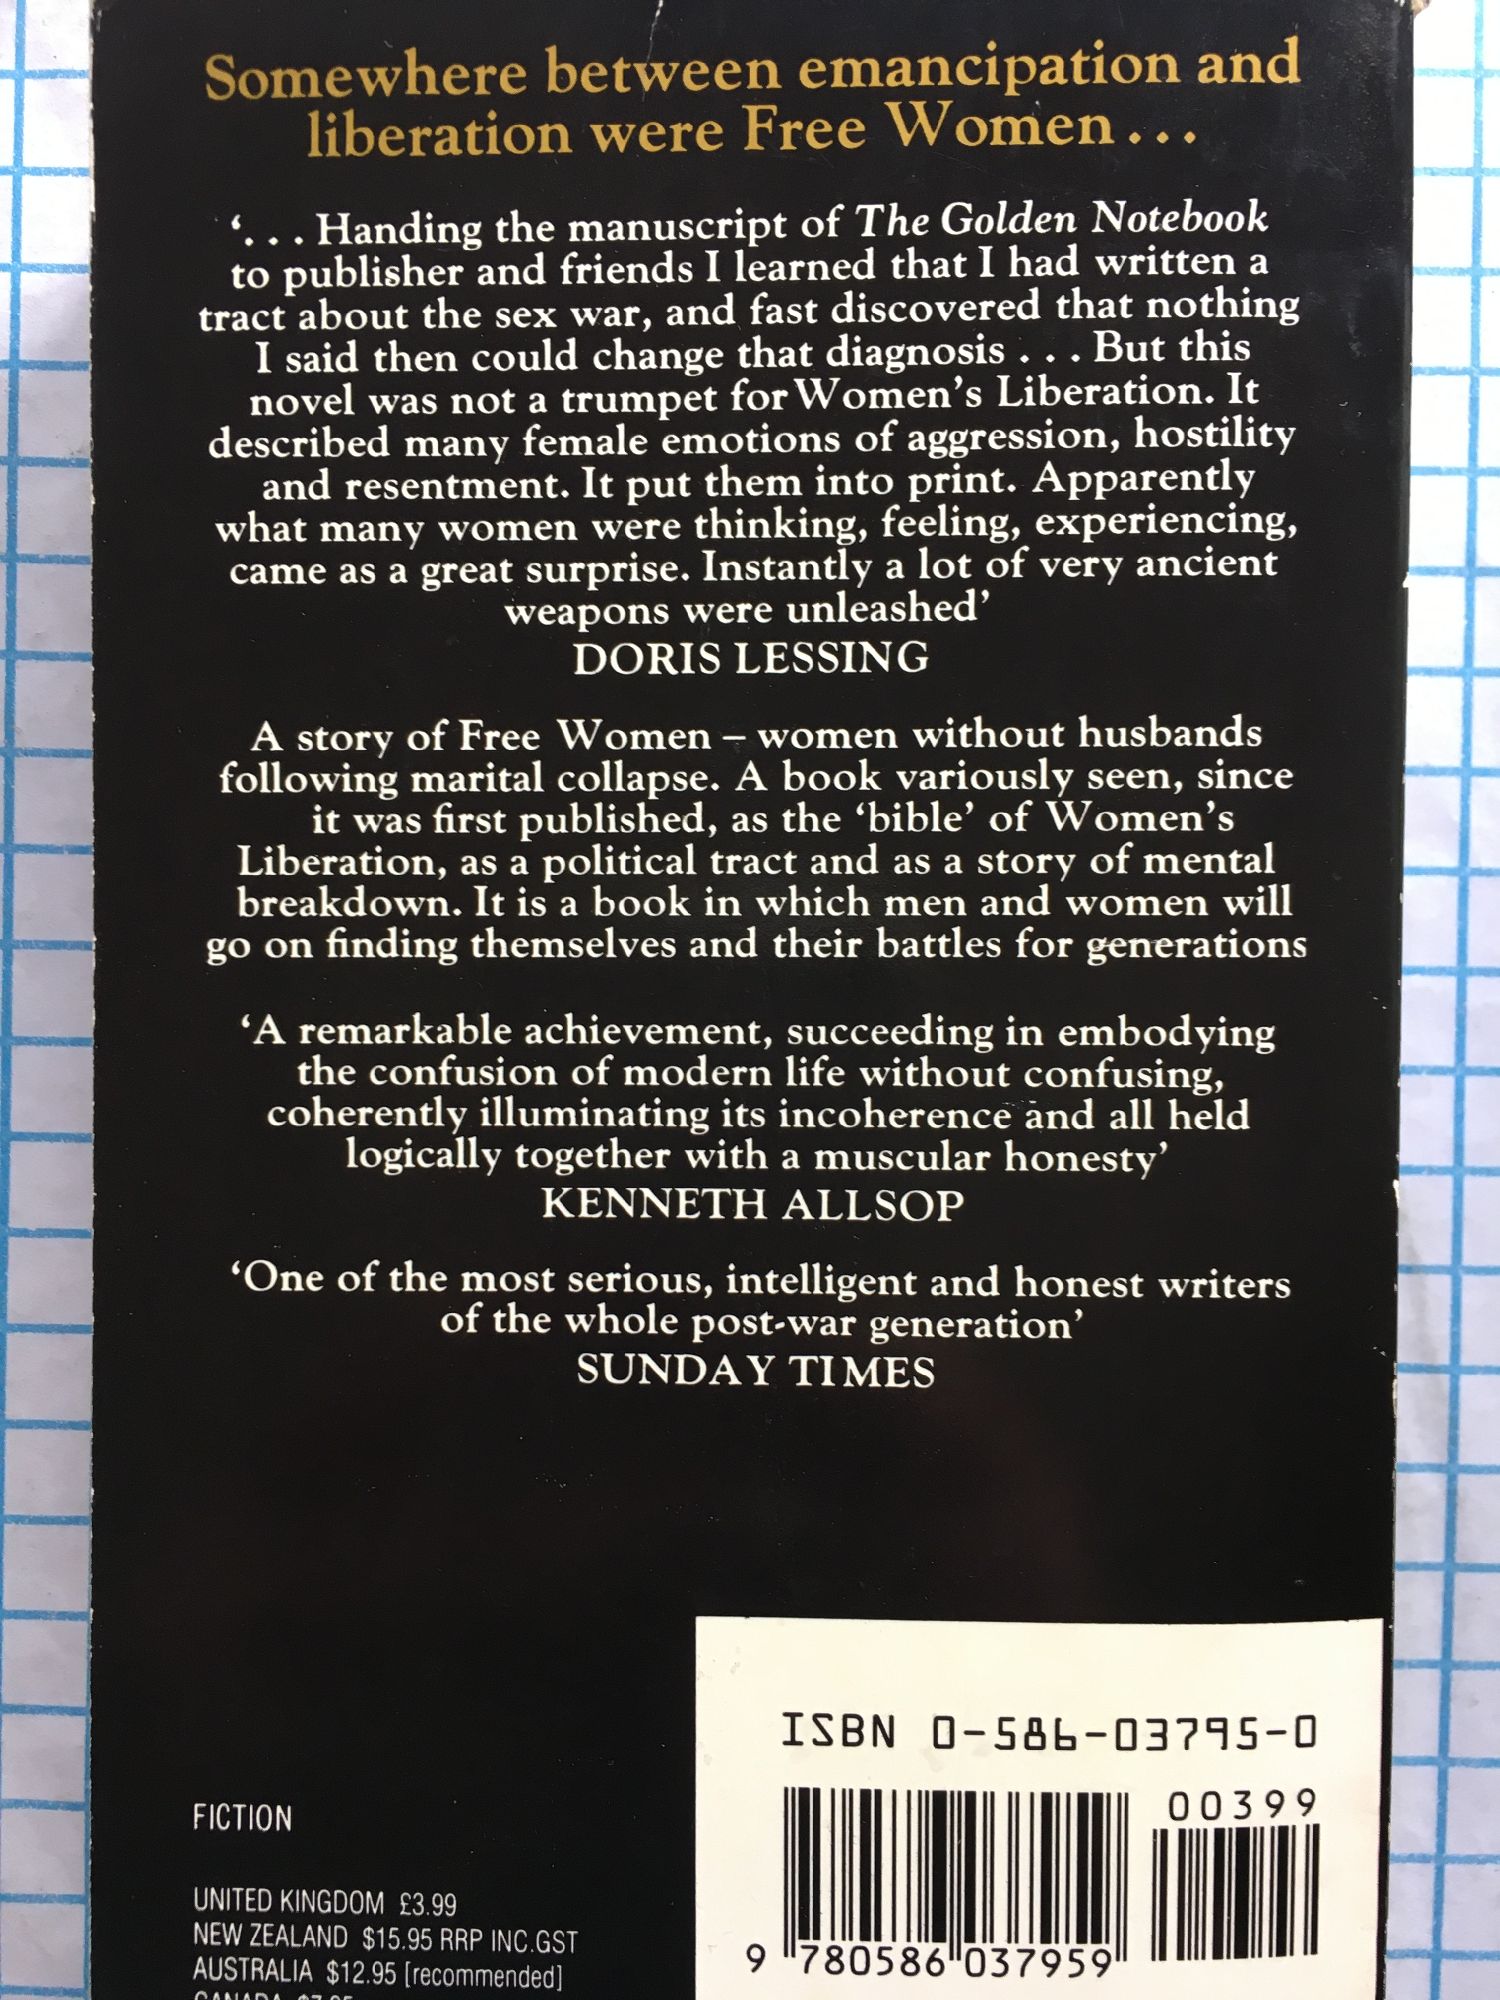 Somewhere between emancipation and
liberation were Free Women...
‘. . . Handing the manuscript of The Golden Notebook
to publisher and friends I learned that I had written a
tract about the sex war, and fast discovered that nothing
I said then could change that diagnosis . . . But this
novel was not a trumpet for Women’s Liberation. It
described many female emotions of aggression, hostility
and resentment. It put them into print. Apparently
what many women were thinking, feeling, experiencing,
came as a great surprise. Instantly a lot of very ancient
weapons were unleashed’
DORIS LESSING
A story of Free Women – women without husbands
following marital collapse. A book variously seen, since
it was first published, as the ‘bible’ of Women’s
Liberation, as a political tract and as a story of mental
breakdown. It is a book in which men and women will
go on finding themselves and their battles for generations
‘A remarkable achievement, succeeding in embodying
the confusion of modern life without confusing,
coherently illuminating its incoherence and all held
logically together with a muscular honesty’
KENNETH ALLSOP
‘One of the most serious, intelligent and honest writers
of the whole post-war generation’
SUNDAY TIMES
ISBN 0-586-03795-0
00399
9 780586 037959
FICTION
UNITED KINGDOM £3.99
NEW ZEALAND $15.95 RRP INC.GST
AUSTRALIA $12.95 [recommended]
CANADA